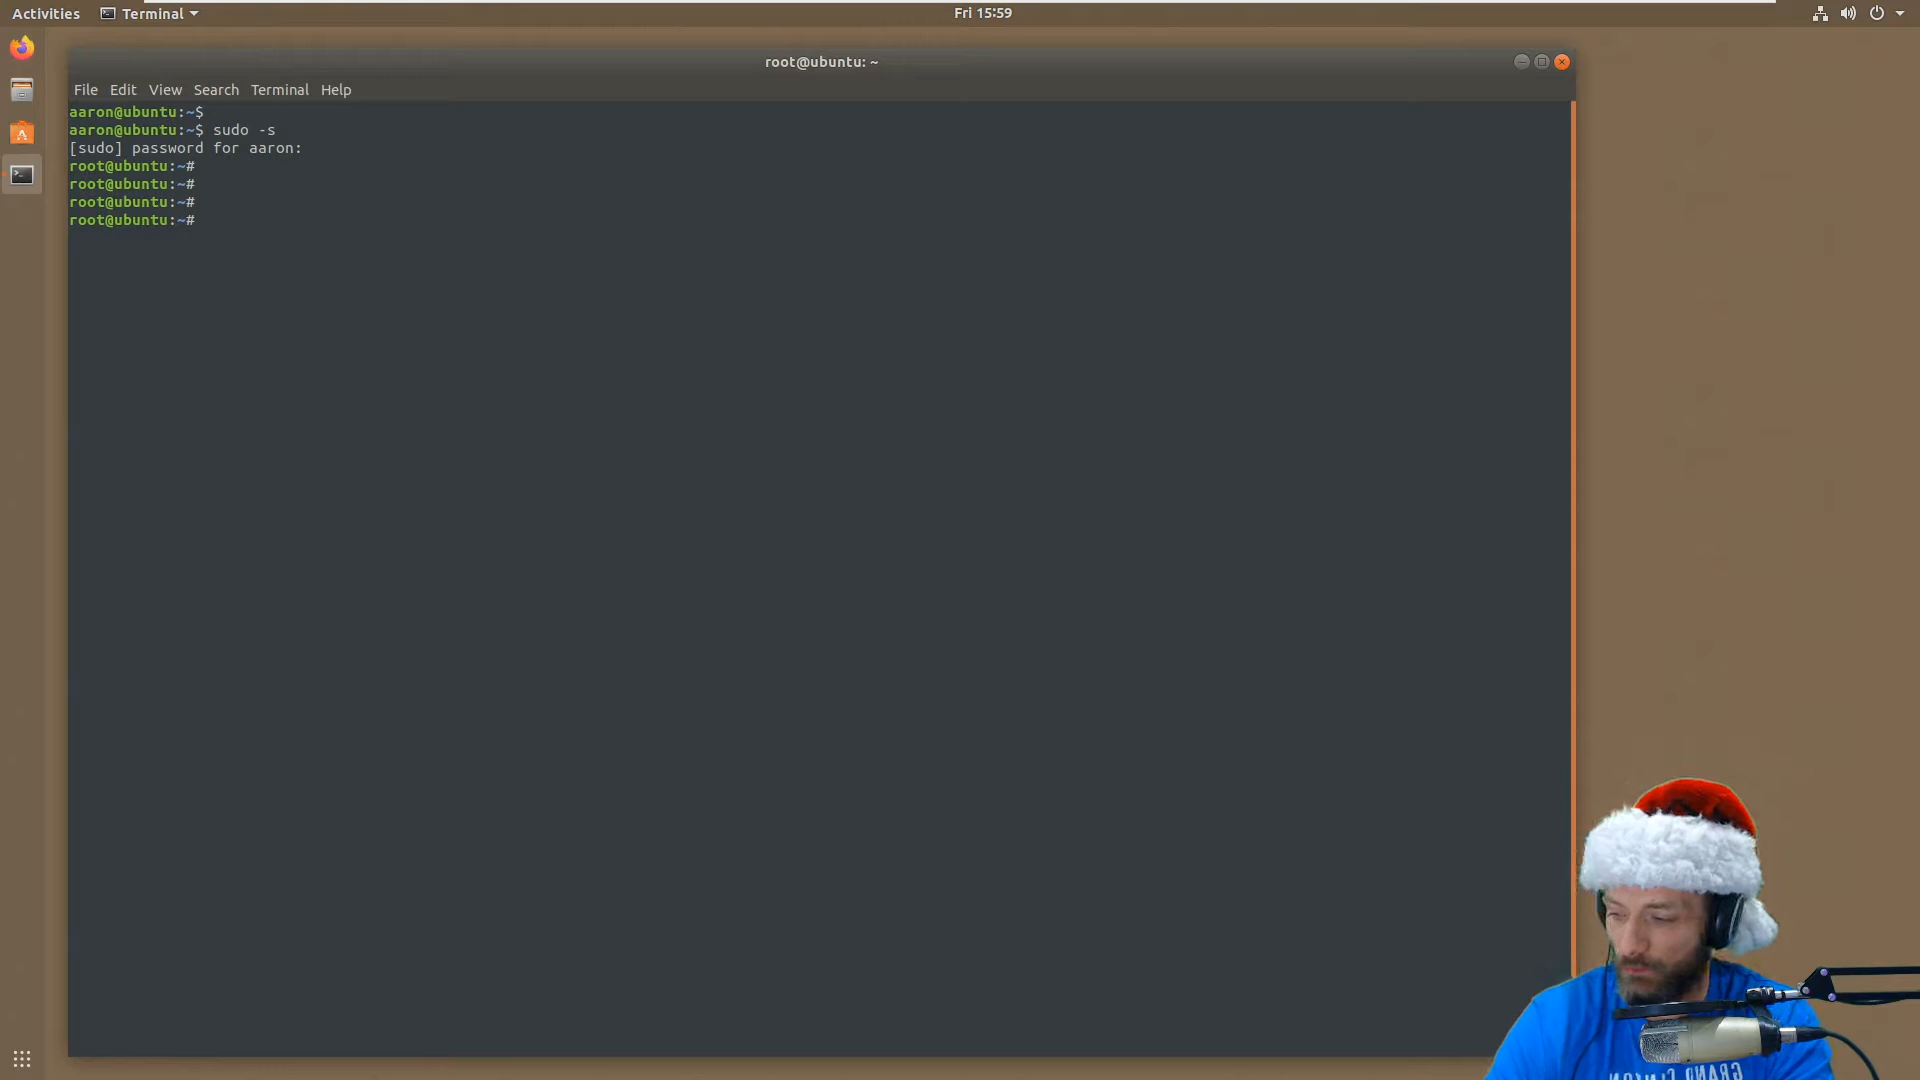 Activities Terminal Fri 15:59
root@ubuntu: ~
File Edit View Search Terminal Help
aaron@ubuntu:~$
aaron@ubuntu:~$ sudo -s
[sudo] password for aaron:
root@ubuntu:~#
root@ubuntu:~#
root@ubuntu:~#
root@ubuntu:~#
GRAND